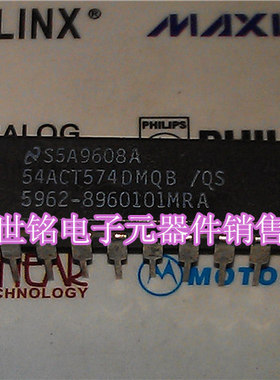 LINX
MAXI
ALOG
PHILIPS
S5A9608A
54ACT574DMQB /QS
5962-8960101MRA
世铭电子元器件销售
NEAR
TECHNOLOGY
MOTO